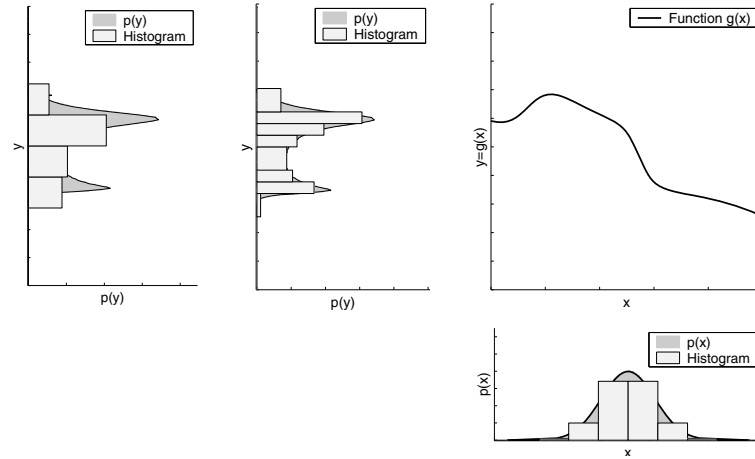 p(y)
Histogram
y
p(y)
p(y)
Histogram
y
p(y)
Function g(x)
y=g(x)
x
p(x)
Histogram
p(x)
x